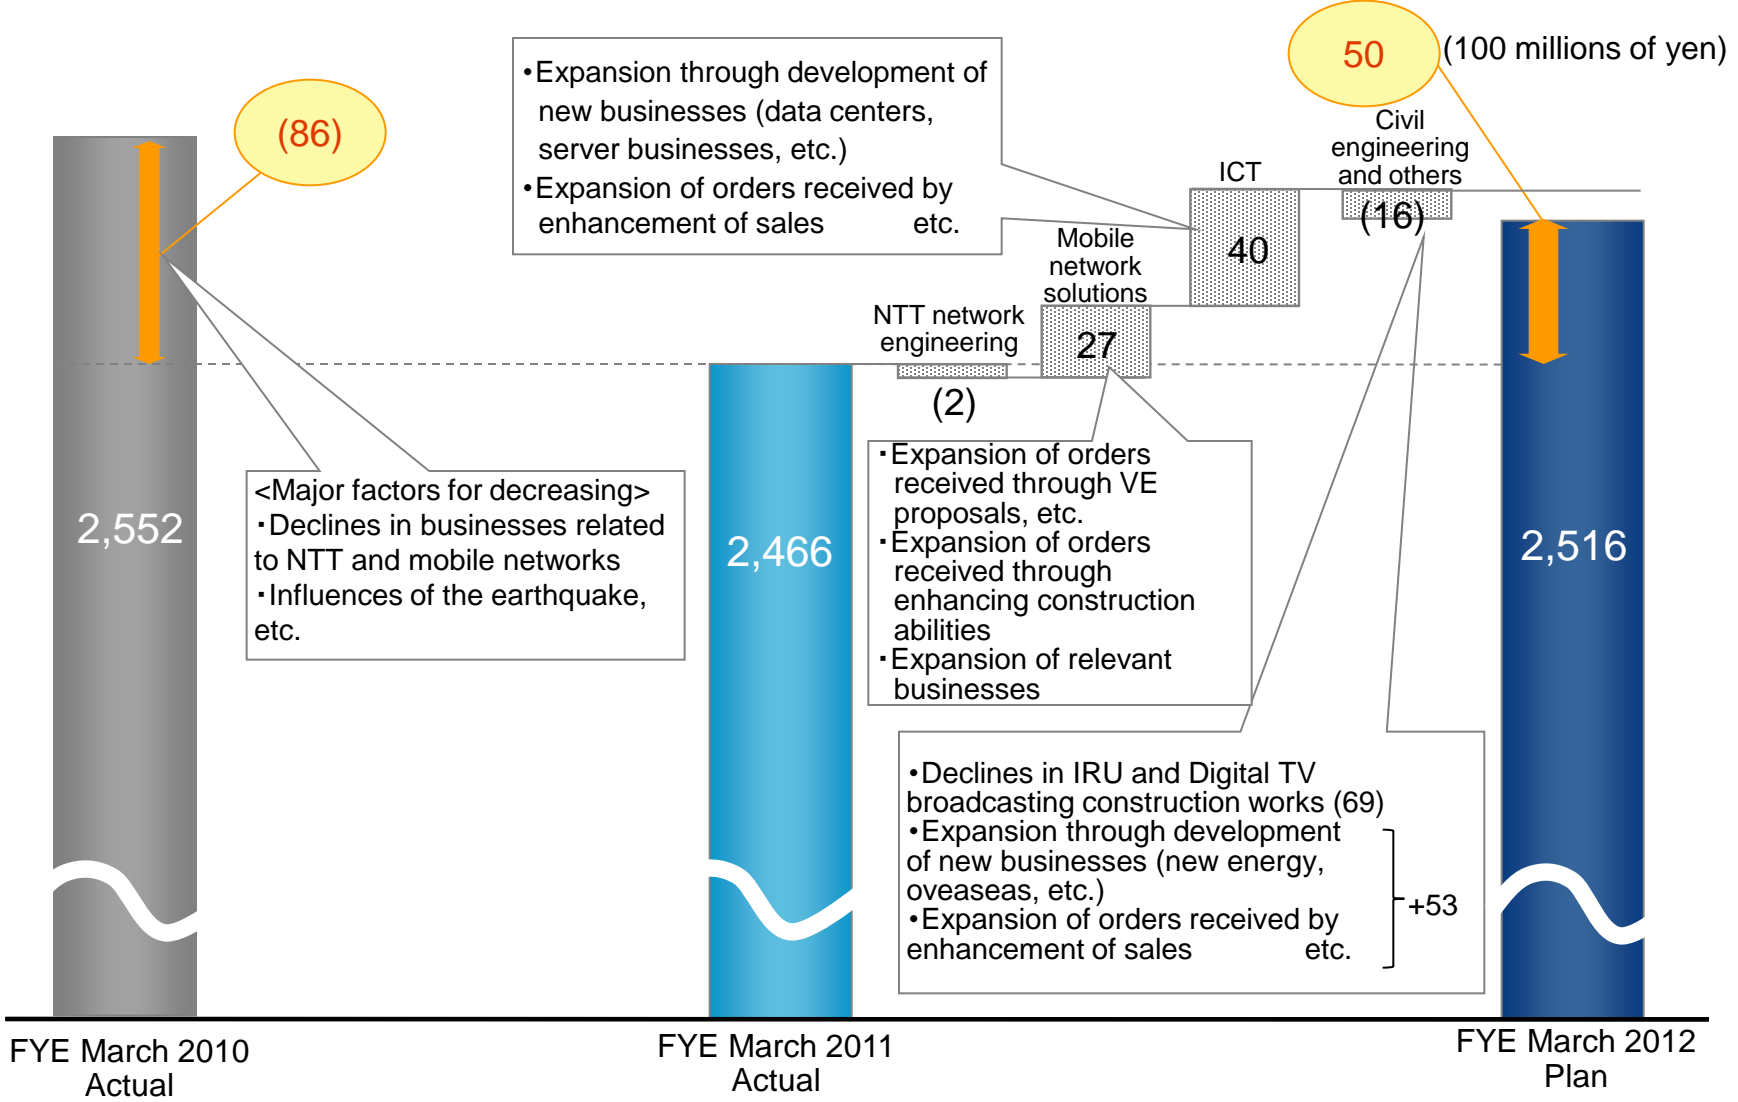 50
(100 millions of yen)
・Expansion through development of
new businesses (data centers,
server businesses, etc.)
・Expansion of orders received by
enhancement of sales etc.
(86)
Civil
engineering
and others
(16)
ICT
40
Mobile
network
solutions
27
NTT network
engineering
(2)
<Major factors for decreasing>
・Declines in businesses related
to NTT and mobile networks
・Influences of the earthquake,
etc.
・Expansion of orders
received through VE
proposals, etc.
・Expansion of orders
received through
enhancing construction
abilities
・Expansion of relevant
businesses
2,552
2,466
2,516
・Declines in IRU and Digital TV
broadcasting construction works (69)
・Expansion through development
of new businesses (new energy,
oveaseas, etc.)
・Expansion of orders received by
enhancement of sales etc.
+53
FYE March 2010
Actual
FYE March 2011
Actual
FYE March 2012
Plan